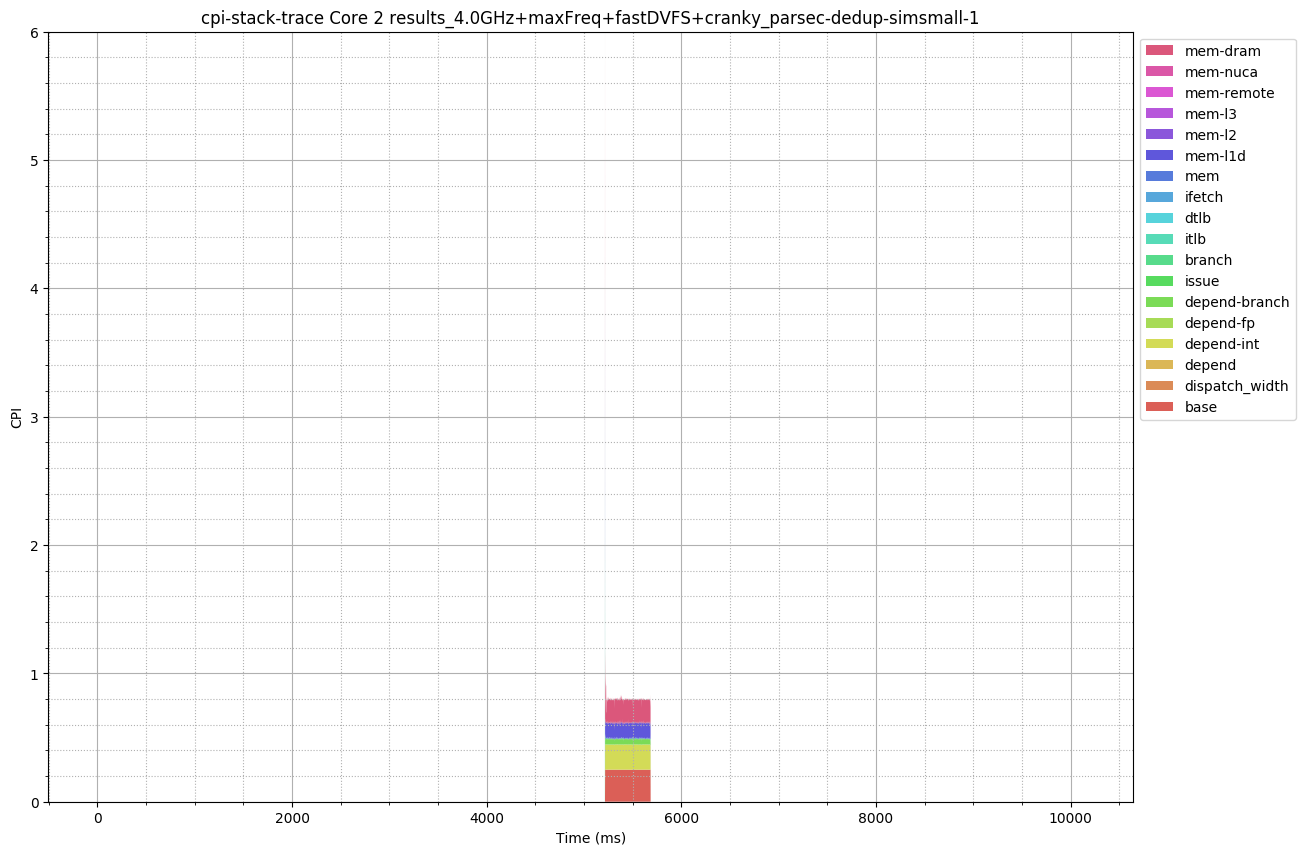 cpi-stack-trace Core 2 results_4.0GHz+maxFreq+fastDVFS+cranky_parsec-dedup-simsmall-1
6
5
4
3
2
1
0
CPI
0
2000
4000
6000
8000
10000
Time (ms)
mem-dram
mem-nuca
mem-remote
mem-l3
mem-l2
mem-l1d
mem
ifetch
dtlb
itlb
branch
issue
depend-branch
depend-fp
depend-int
depend
dispatch_width
base